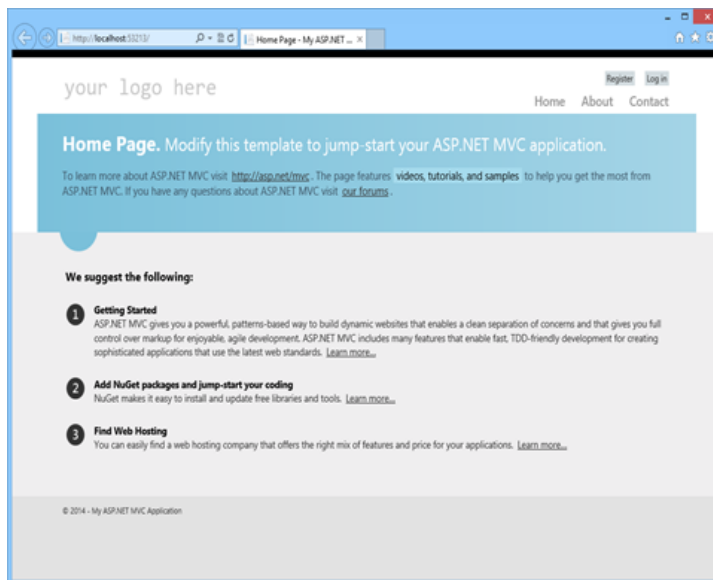 http://localhost:53213/
Home Page - My ASP.NET ...
your logo here
Register Log in
Home About Contact
Home Page. Modify this template to jump-start your ASP.NET MVC application.
To learn more about ASP.NET MVC visit http://asp.net/mvc. The page features videos, tutorials, and samples to help you get the most from
ASP.NET MVC. If you have any questions about ASP.NET MVC visit our forums.
We suggest the following:
1 Getting Started
ASP.NET MVC gives you a powerful, patterns-based way to build dynamic websites that enables a clean separation of concerns and that gives you full
control over markup for enjoyable, agile development. ASP.NET MVC includes many features that enable fast, TDD-friendly development for creating
sophisticated applications that use the latest web standards. Learn more...
2 Add NuGet packages and jump-start your coding
NuGet makes it easy to install and update free libraries and tools. Learn more...
3 Find Web Hosting
You can easily find a web hosting company that offers the right mix of features and price for your applications. Learn more...
© 2014 - My ASP.NET MVC Application